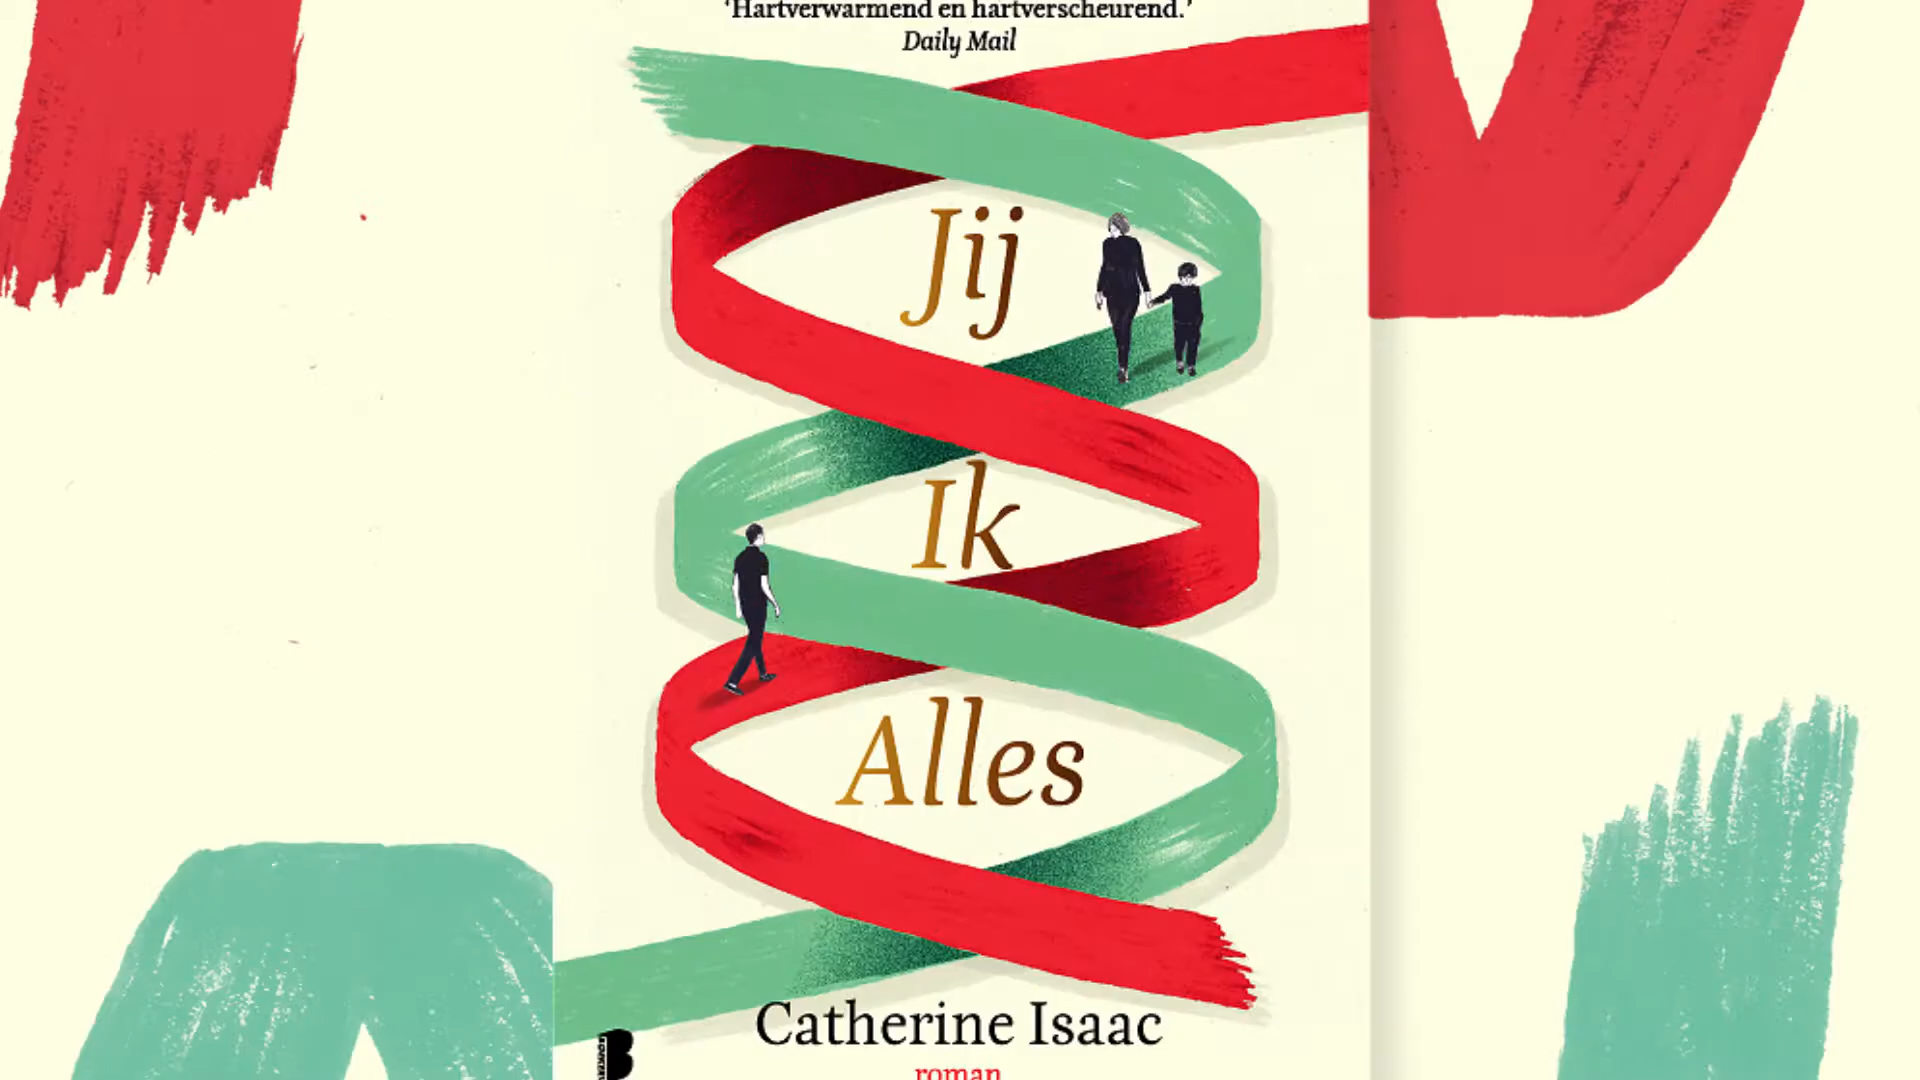 'Hartverwarmend en hartverscheurend.'
Daily Mail
Jij
Ik
Alles
Catherine Isaac
roman